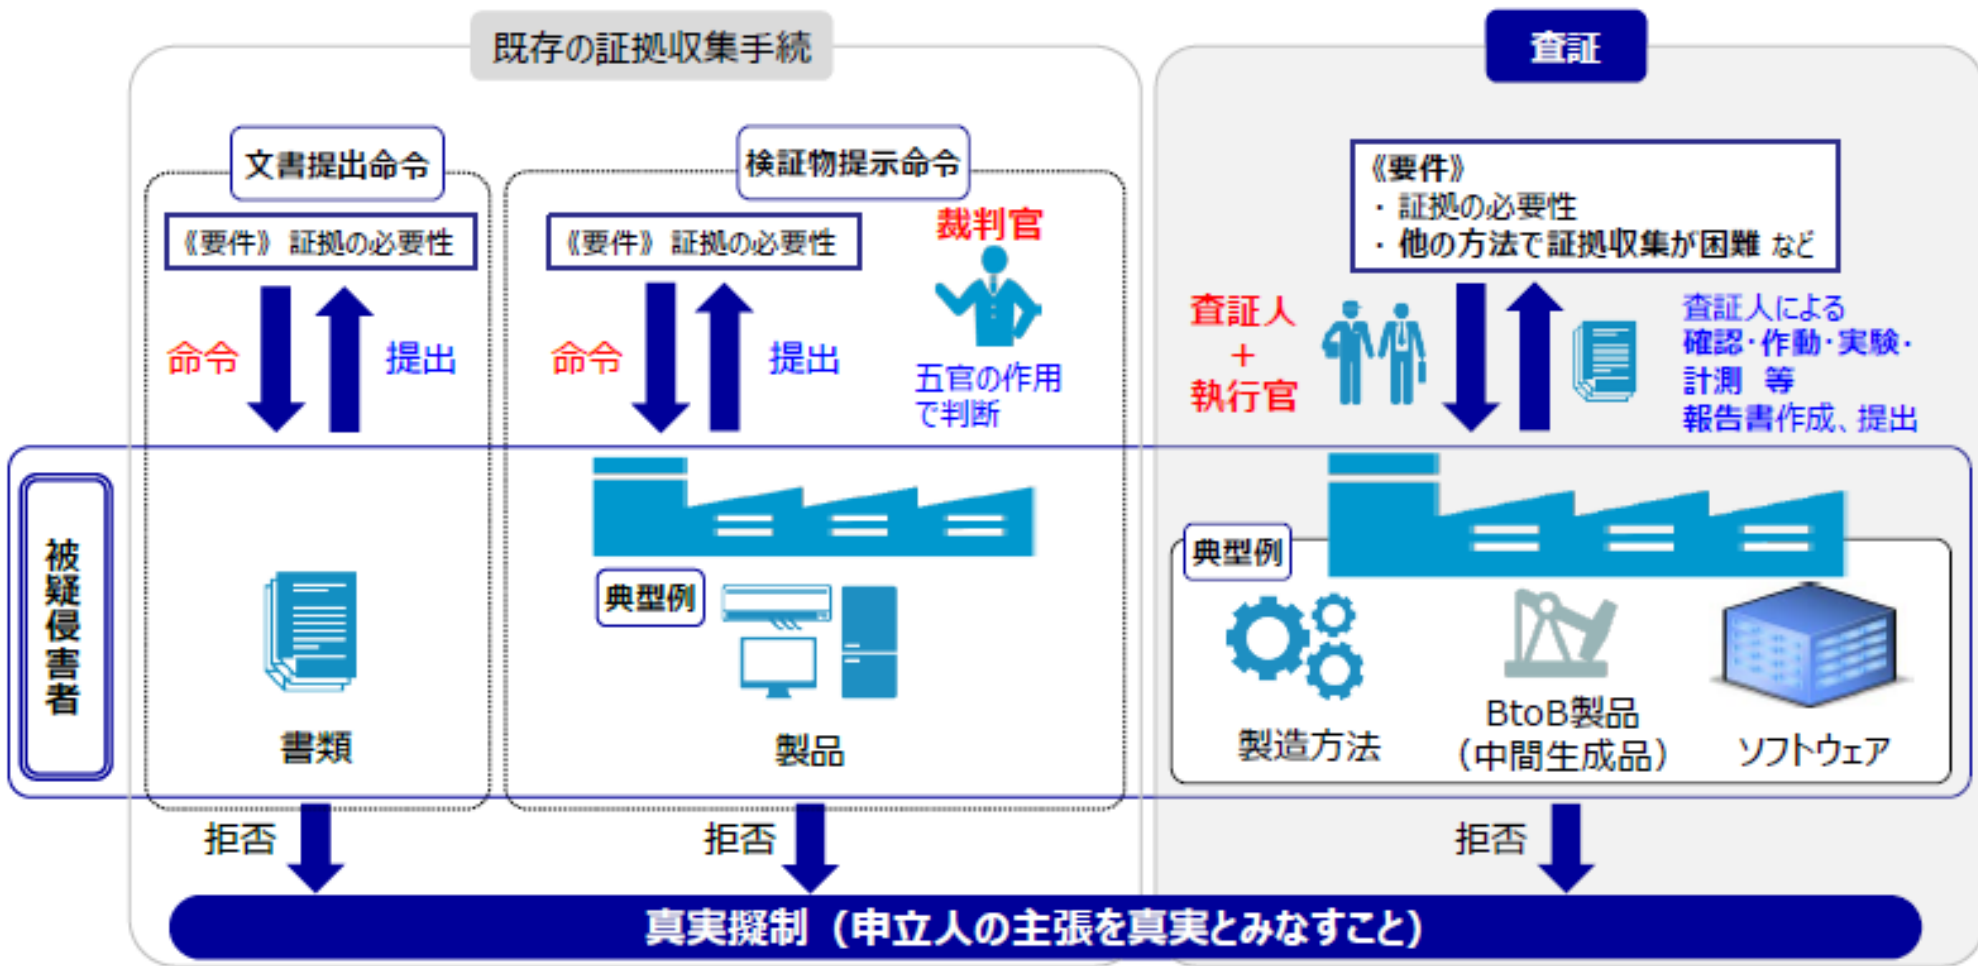 既存の証拠収集手続
文書提出命令
《要件》 証拠の必要性
命令
提出
検証物提示命令
《要件》 証拠の必要性
命令
提出
裁判官
五官の作用
で判断
査証
《要件》
・ 証拠の必要性
・ 他の方法で証拠収集が困難 など
査証人
+
執行官
査証人による
確認・作動・実験・
計測 等
報告書作成、提出
被疑侵害者
書類
典型例
製品
典型例
製造方法
BtoB製品
（中間生成品）
ソフトウェア
拒否
拒否
拒否
真実擬制（申立人の主張を真実とみなすこと）